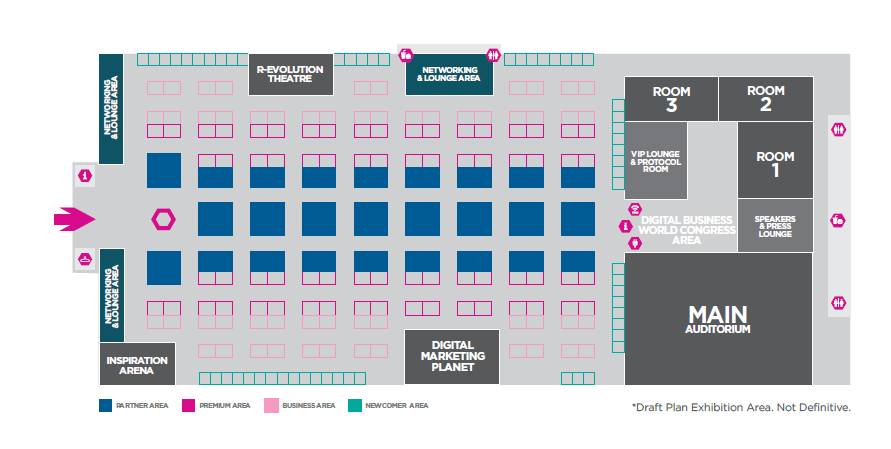 R-EVOLUTION
THEATRE
NETWORKING
& LOUNGE AREA
NETWORKING
& LOUNGE AREA
ROOM
3
ROOM
2
VIP LOUNGE
& PROTOCOL
ROOM
ROOM
1
DIGITAL BUSINESS
WORLD CONGRESS
AREA
SPEAKERS
& PRESS
LOUNGE
NETWORKING
& LOUNGE AREA
MAIN
AUDITORIUM
INSPIRATION
ARENA
DIGITAL
MARKETING
PLANET
PARTNER AREA
PREMIUM AREA
BUSINESS AREA
NEWCOMER AREA
*Draft Plan Exhibition Area. Not Definitive.